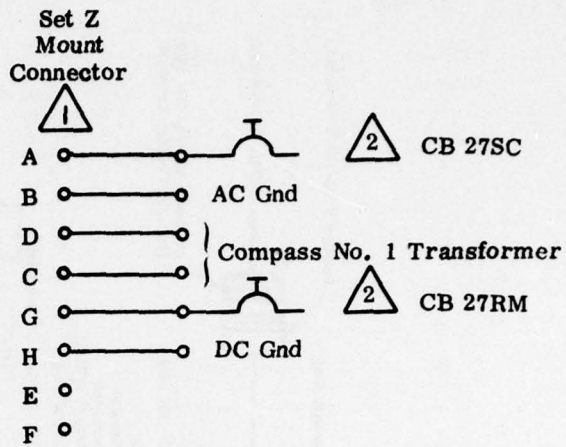 Set Z
Mount
Connector
1
A 2 CB 27SC
B AC Gnd
D
Compass No. 1 Transformer
C
G 2 CB 27RM
H DC Gnd
E
F